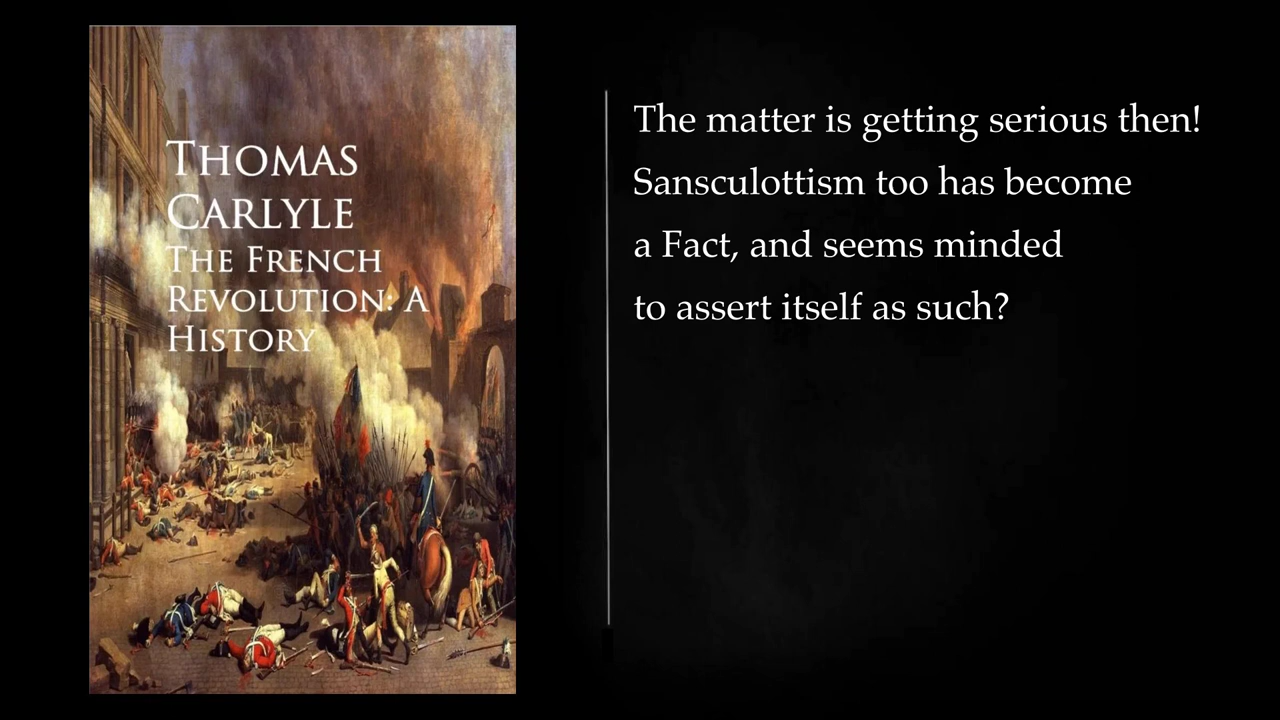 THOMAS
CARLYLE
THE FRENCH
REVOLUTION: A
HISTORY
The matter is getting serious then!
Sansculottism too has become
a Fact, and seems minded
to assert itself as such?